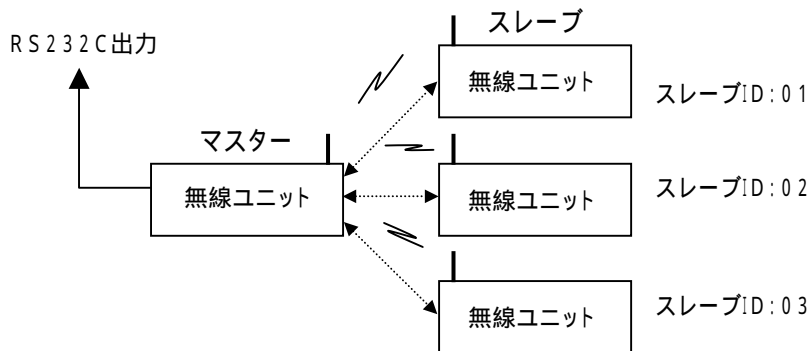 スレーブ
RS232C出力
無線ユニット
スレーブID:01
マスター
無線ユニット
無線ユニット
スレーブID:02
無線ユニット
スレーブID:03